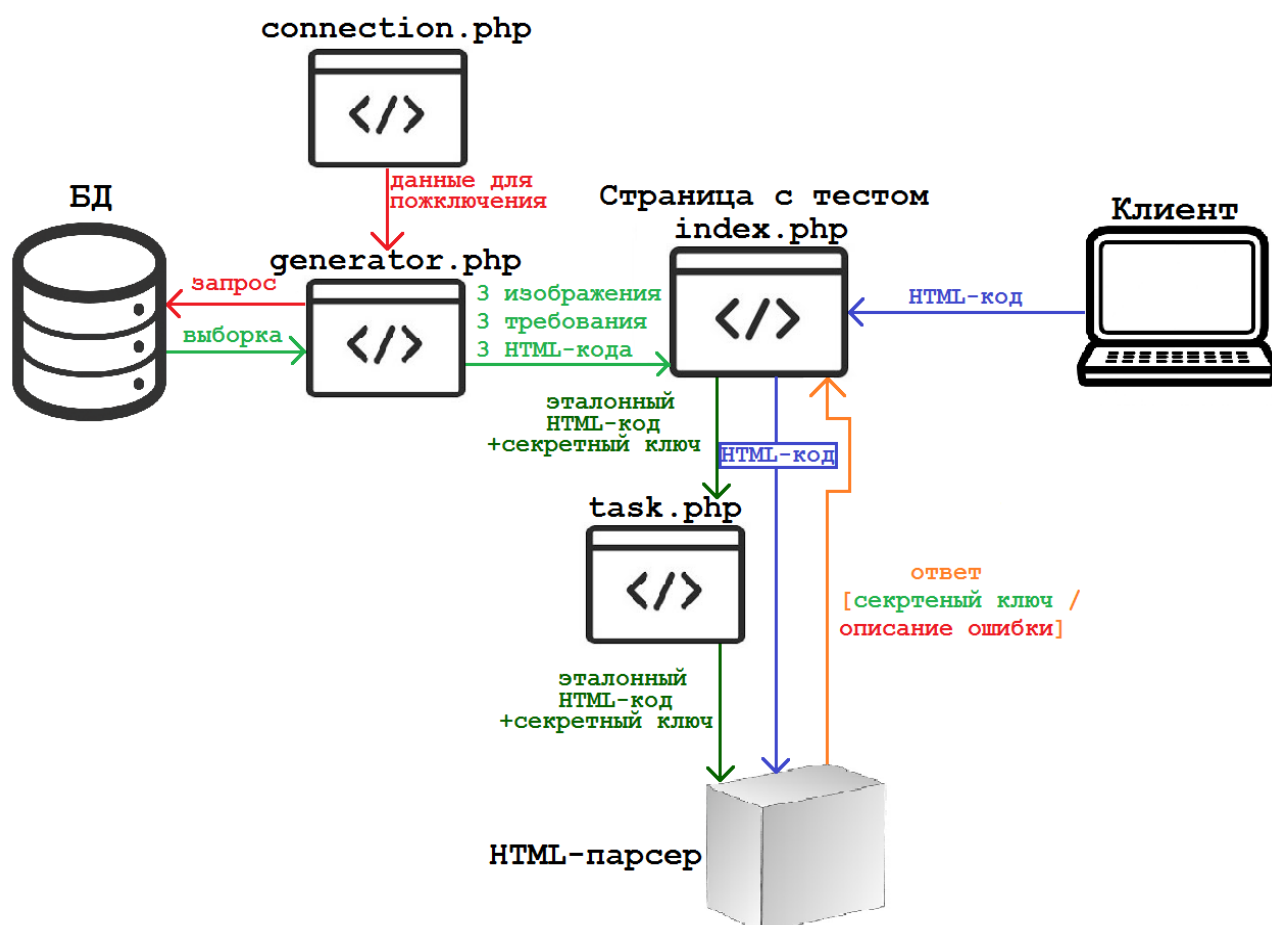 connection.php
</>
данные для
пожключения
БД
generator.php
запрос
выборка
</>
3 изображения
3 требования
3 HTML-кода
Страница с тестом
index.php
</>
Клиент
HTML-код
эталонный
HTML-код
+секретный ключ
HTML-код
task.php
</>
ответ
[секртеный ключ /
описание ошибки]
эталонный
HTML-код
+секретный ключ
HTML-парсер